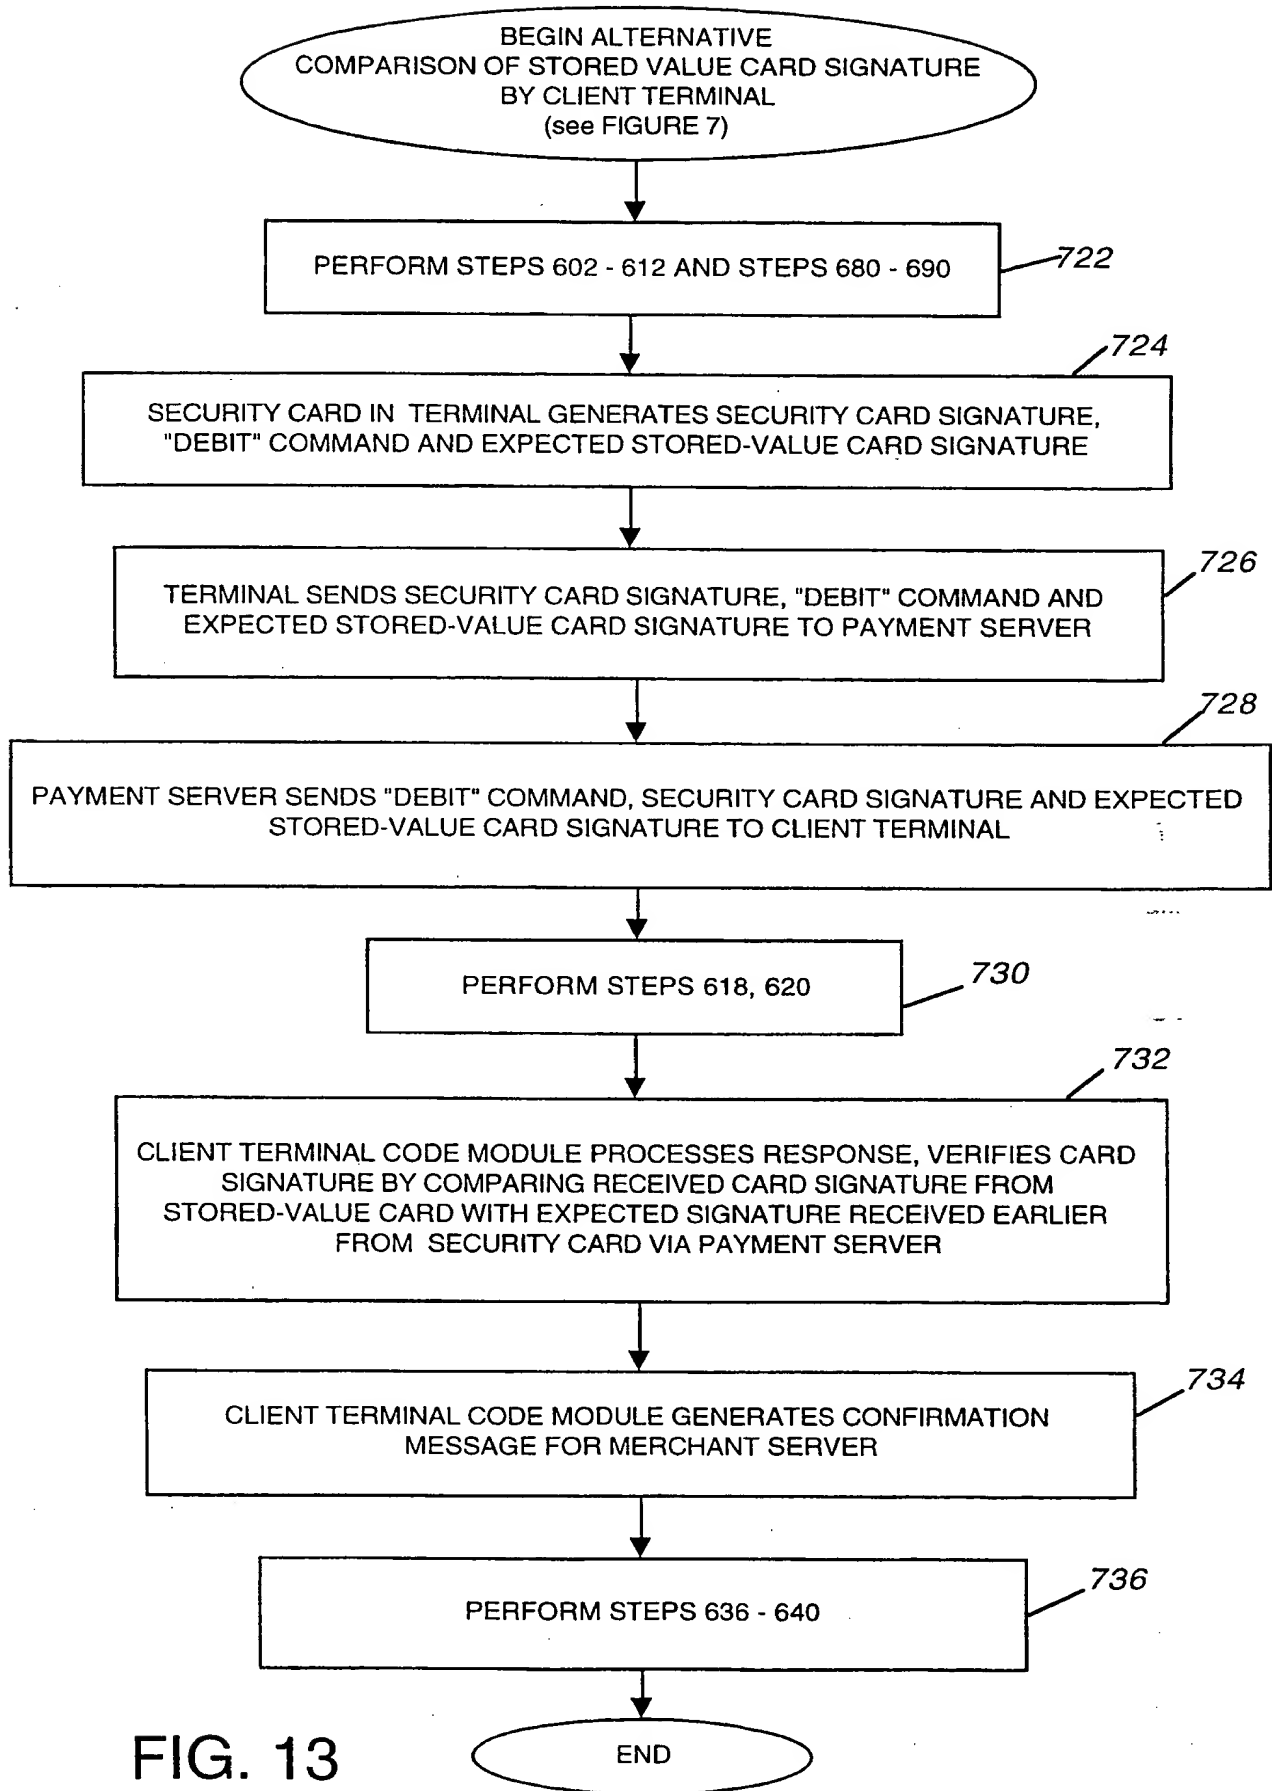 BEGIN ALTERNATIVE
COMPARISON OF STORED VALUE CARD SIGNATURE
BY CLIENT TERMINAL
(see FIGURE 7)
PERFORM STEPS 602 - 612 AND STEPS 680 - 690
722
724
SECURITY CARD IN TERMINAL GENERATES SECURITY CARD SIGNATURE,
"DEBIT" COMMAND AND EXPECTED STORED-VALUE CARD SIGNATURE
726
TERMINAL SENDS SECURITY CARD SIGNATURE, "DEBIT" COMMAND AND
EXPECTED STORED-VALUE CARD SIGNATURE TO PAYMENT SERVER
728
PAYMENT SERVER SENDS "DEBIT" COMMAND, SECURITY CARD SIGNATURE AND EXPECTED
STORED-VALUE CARD SIGNATURE TO CLIENT TERMINAL
PERFORM STEPS 618, 620
730
732
CLIENT TERMINAL CODE MODULE PROCESSES RESPONSE, VERIFIES CARD
SIGNATURE BY COMPARING RECEIVED CARD SIGNATURE FROM
STORED-VALUE CARD WITH EXPECTED SIGNATURE RECEIVED EARLIER
FROM SECURITY CARD VIA PAYMENT SERVER
734
CLIENT TERMINAL CODE MODULE GENERATES CONFIRMATION
MESSAGE FOR MERCHANT SERVER
736
PERFORM STEPS 636 - 640
END
FIG. 13